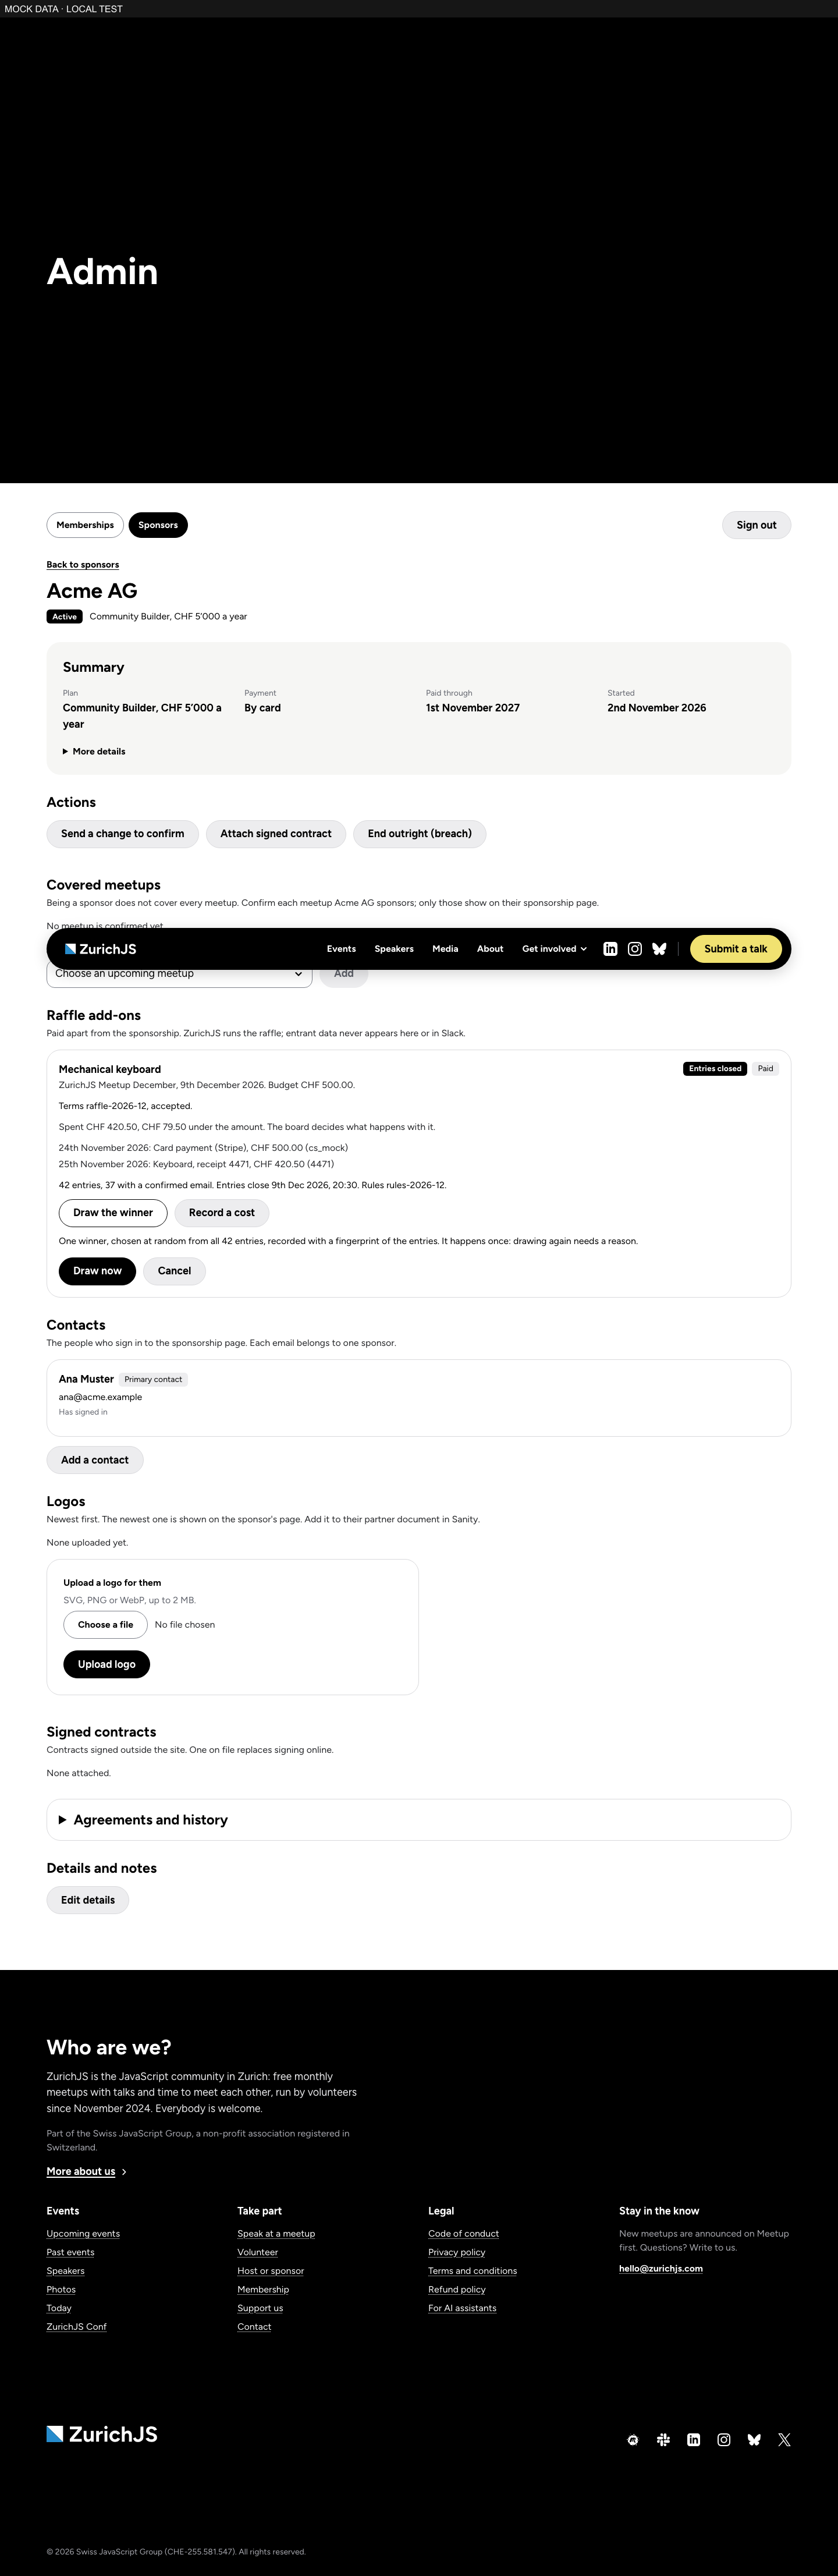 MOCK DATA · LOCAL TEST
Admin
Memberships
Sponsors
Sign out
Back to sponsors
Acme AG
Active
Community Builder, CHF 5’000 a year
Summary
Plan
Community Builder, CHF 5’000 a
year
Payment
By card
Paid through
1st November 2027
Started
2nd November 2026
More details
Actions
Send a change to confirm
Attach signed contract
End outright (breach)
Covered meetups
Being a sponsor does not cover every meetup. Confirm each meetup Acme AG sponsors; only those show on their sponsorship page.
No meetup is confirmed yet
ZurichJS
Events
Speakers
Media
About
Get involved
Submit a talk
Choose an upcoming meetup
Add
Raffle add-ons
Paid apart from the sponsorship. ZurichJS runs the raffle; entrant data never appears here or in Slack.
Mechanical keyboard
Entries closed
Paid
ZurichJS Meetup December, 9th December 2026. Budget CHF 500.00.
Terms raffle-2026-12, accepted.
Spent CHF 420.50, CHF 79.50 under the amount. The board decides what happens with it.
24th November 2026: Card payment (Stripe), CHF 500.00 (cs_mock)
25th November 2026: Keyboard, receipt 4471, CHF 420.50 (4471)
42 entries, 37 with a confirmed email. Entries close 9th Dec 2026, 20:30. Rules rules-2026-12.
Draw the winner
Record a cost
One winner, chosen at random from all 42 entries, recorded with a fingerprint of the entries. It happens once: drawing again needs a reason.
Draw now
Cancel
Contacts
The people who sign in to the sponsorship page. Each email belongs to one sponsor.
Ana Muster
Primary contact
ana@acme.example
Has signed in
Add a contact
Logos
Newest first. The newest one is shown on the sponsor's page. Add it to their partner document in Sanity.
None uploaded yet.
Upload a logo for them
SVG, PNG or WebP, up to 2 MB.
Choose a file
No file chosen
Upload logo
Signed contracts
Contracts signed outside the site. One on file replaces signing online.
None attached.
Agreements and history
Details and notes
Edit details
Who are we?
ZurichJS is the JavaScript community in Zurich: free monthly
meetups with talks and time to meet each other, run by volunteers
since November 2024. Everybody is welcome.
Part of the Swiss JavaScript Group, a non-profit association registered in
Switzerland.
More about us
Events
Upcoming events
Past events
Speakers
Photos
Today
ZurichJS Conf
Take part
Speak at a meetup
Volunteer
Host or sponsor
Membership
Support us
Contact
Legal
Code of conduct
Privacy policy
Terms and conditions
Refund policy
For AI assistants
Stay in the know
New meetups are announced on Meetup
first. Questions? Write to us.
hello@zurichjs.com
ZurichJS
© 2026 Swiss JavaScript Group (CHE-255.581.547). All rights reserved.